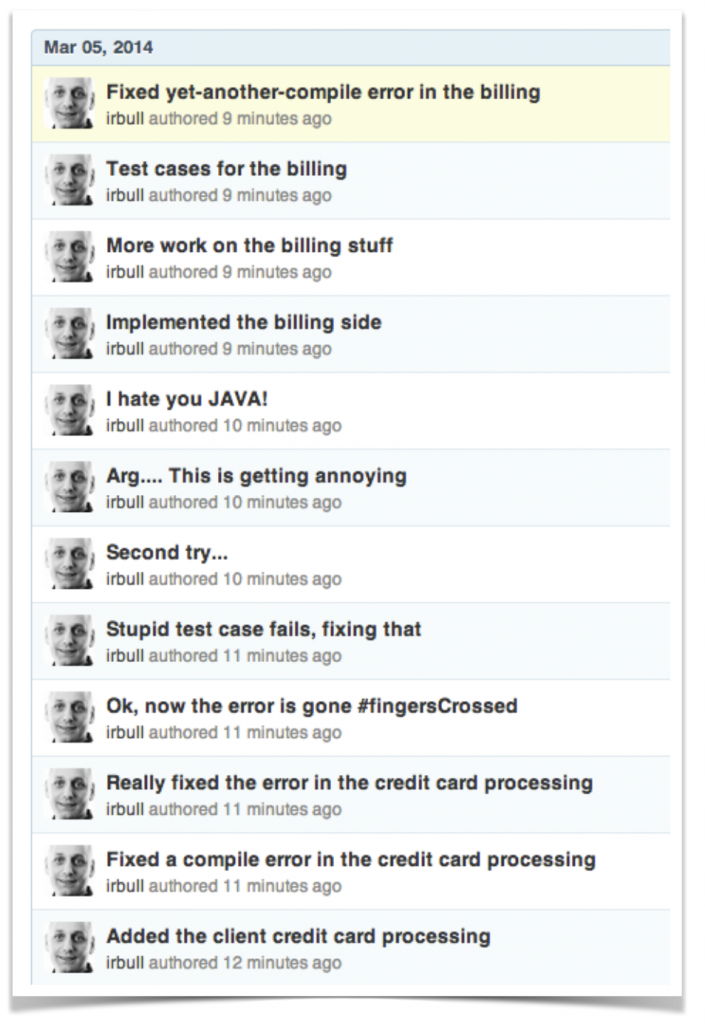 Mar 05, 2014
Fixed yet-another-compile error in the billing
irbull authored 9 minutes ago
Test cases for the billing
irbull authored 9 minutes ago
More work on the billing stuff
irbull authored 9 minutes ago
Implemented the billing side
irbull authored 9 minutes ago
I hate you JAVA!
irbull authored 10 minutes ago
Arg.... This is getting annoying
irbull authored 10 minutes ago
Second try...
irbull authored 10 minutes ago
Stupid test case fails, fixing that
irbull authored 11 minutes ago
Ok, now the error is gone #fingersCrossed
irbull authored 11 minutes ago
Really fixed the error in the credit card processing
irbull authored 11 minutes ago
Fixed a compile error in the credit card processing
irbull authored 11 minutes ago
Added the client credit card processing
irbull authored 12 minutes ago